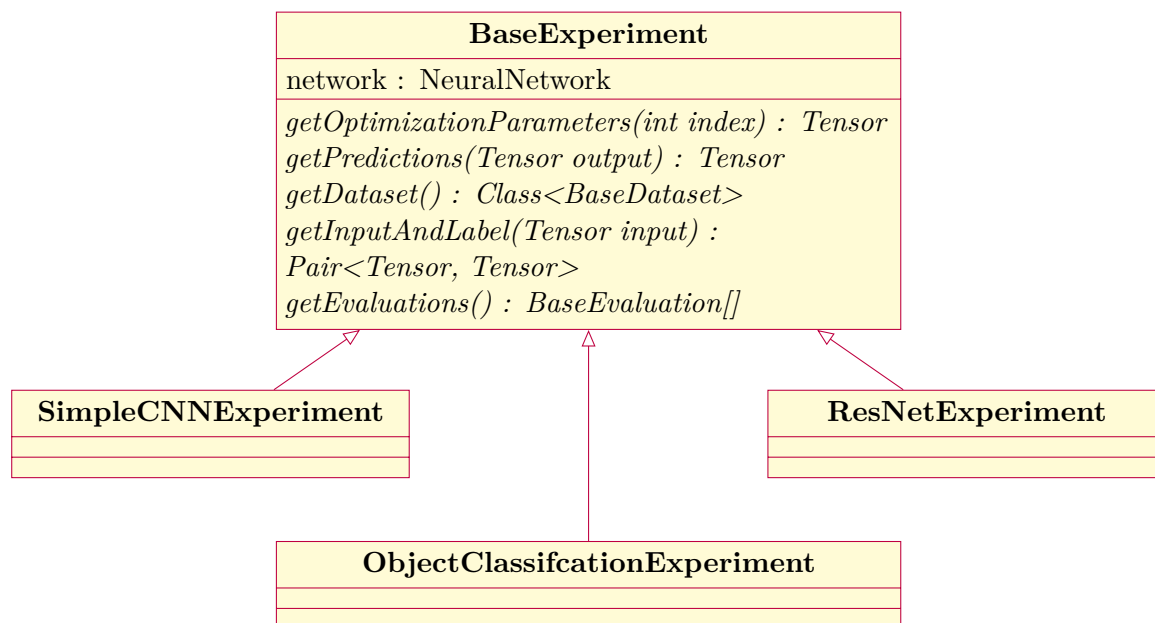 BaseExperiment
network : NeuralNetwork
getOptimizationParameters(int index) : Tensor
getPredictions(Tensor output) : Tensor
getDataset() : Class<BaseDataset>
getInputAndLabel(Tensor input) :
Pair<Tensor, Tensor>
getEvaluations() : BaseEvaluation[]
SimpleCNNExperiment
ResNetExperiment
ObjectClassifcationExperiment